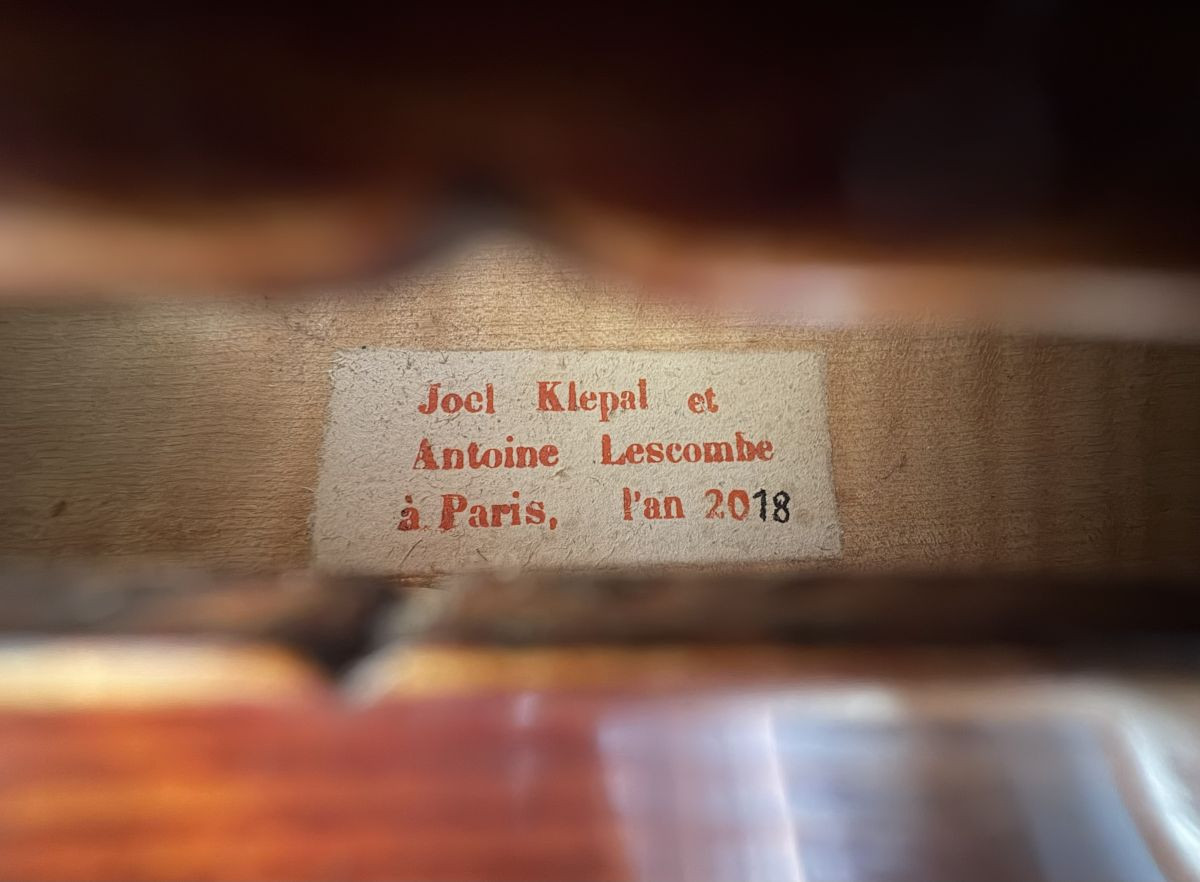 Joel Klepal et
Antoine Lescombe
à Paris, l'an 2018